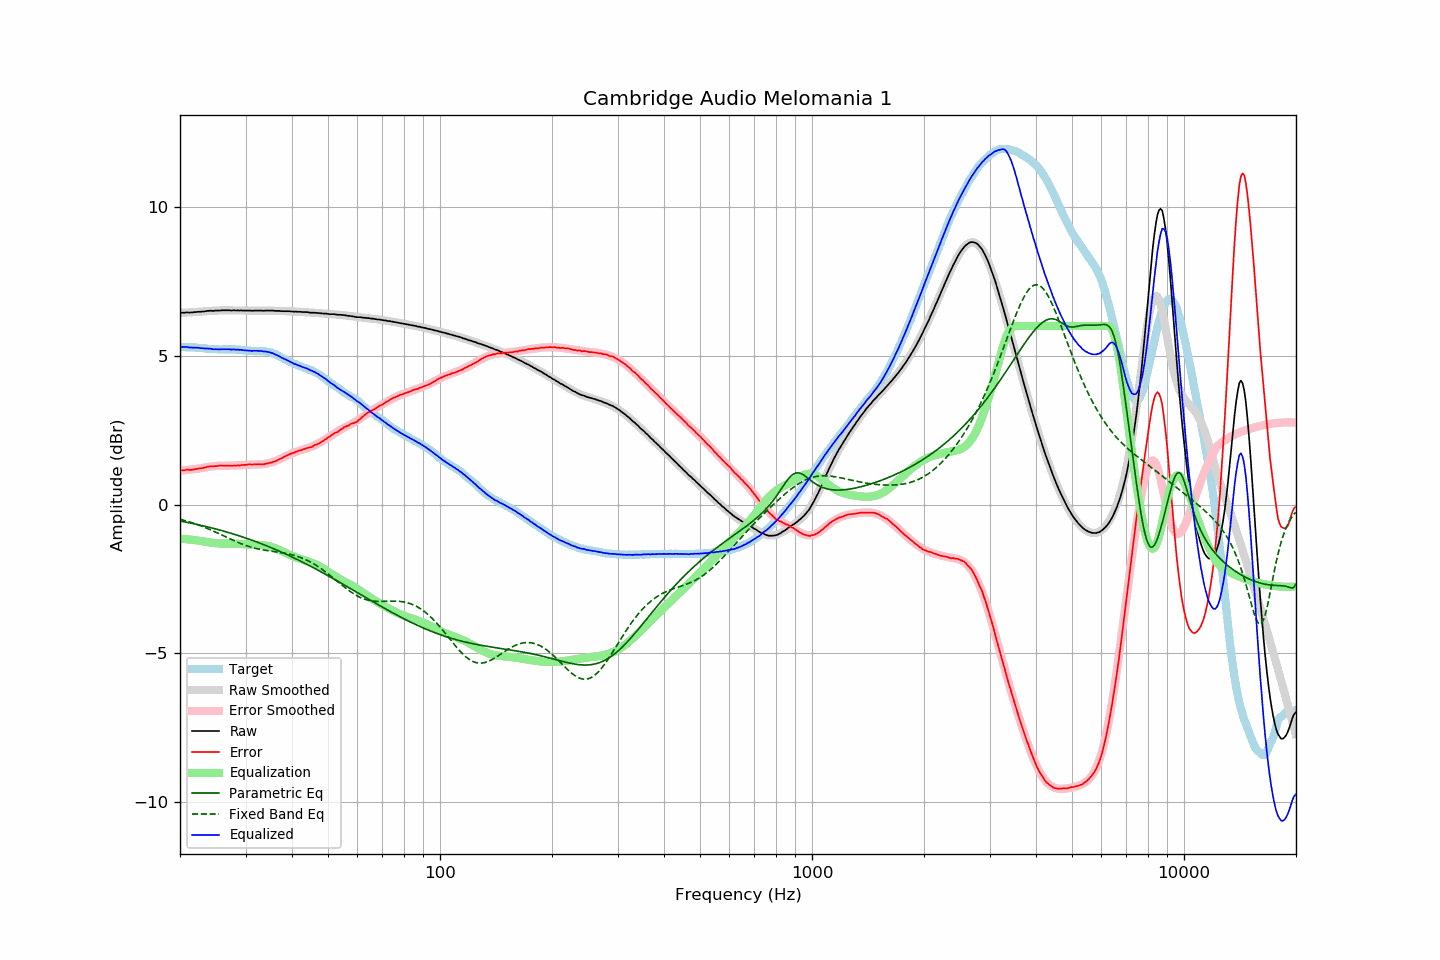 Cambridge Audio Melomania 1
Amplitude (dBr)
10
5
0
−5
−10
Target
Raw Smoothed
Error Smoothed
Raw
Error
Equalization
Parametric Eq
Fixed Band Eq
Equalized
100
1000
10000
Frequency (Hz)